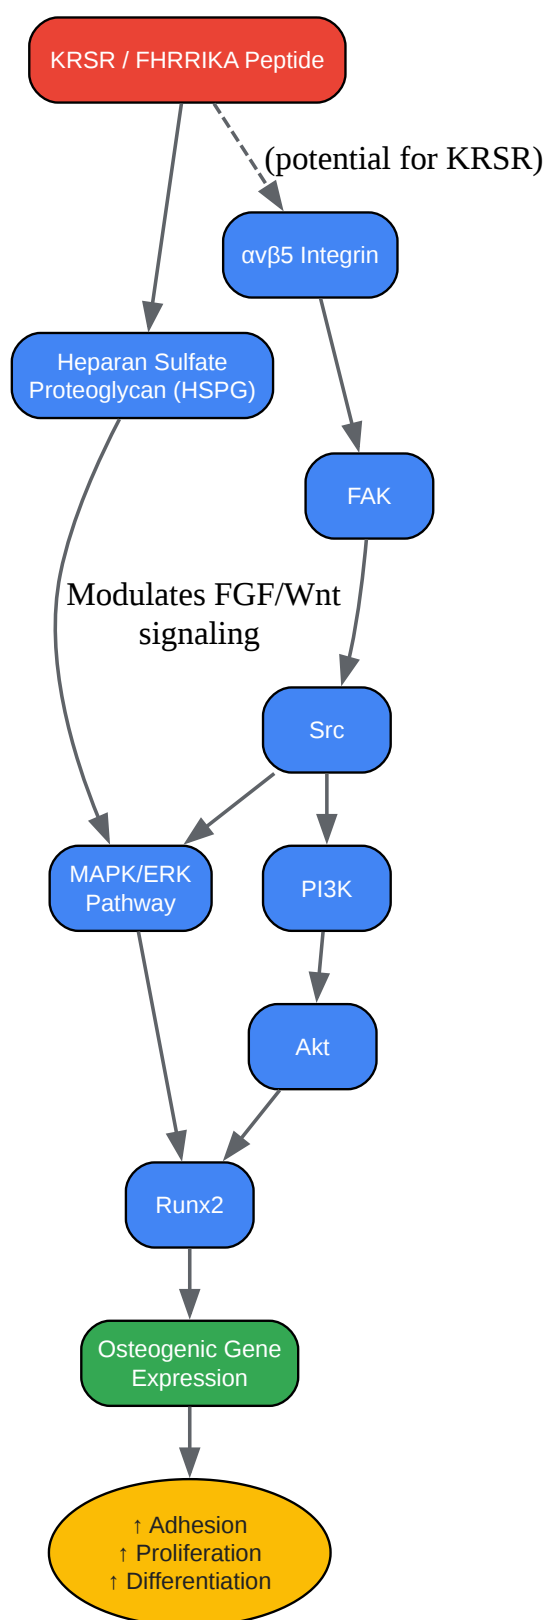 KRSR / FHRRIKA Peptide
(potential for KRSR)
αvβ5 Integrin
Heparan Sulfate
Proteoglycan (HSPG)
FAK
Modulates FGF/Wnt
signaling
Src
MAPK/ERK
Pathway
PI3K
Akt
Runx2
Osteogenic Gene
Expression
↑ Adhesion
↑ Proliferation
↑ Differentiation